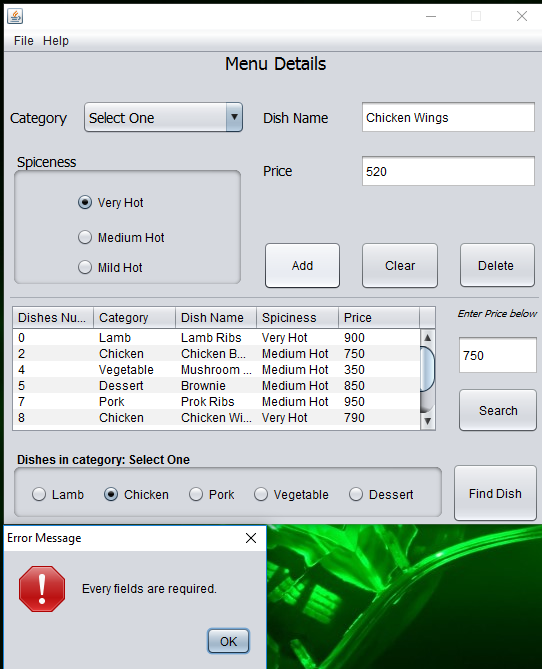 File Help
Menu Details
Category Select One Dish Name Chicken Wings
Spiceness
Price 520
Very Hot
Medium Hot
Mild Hot
Add Clear Delete
Dishes Nu... Category Dish Name Spiciness Price
0 Lamb Lamb Ribs Very Hot 900
2 Chicken Chicken B... Medium Hot 750
4 Vegetable Mushroom ... Medium Hot 350
5 Dessert Brownie Medium Hot 850
7 Pork Prok Ribs Medium Hot 950
8 Chicken Chicken Wi... Very Hot 790
Enter Price below
750
Search
Dishes in category: Select One
Lamb Chicken Pork Vegetable Dessert
Find Dish
Error Message
Every fields are required.
OK